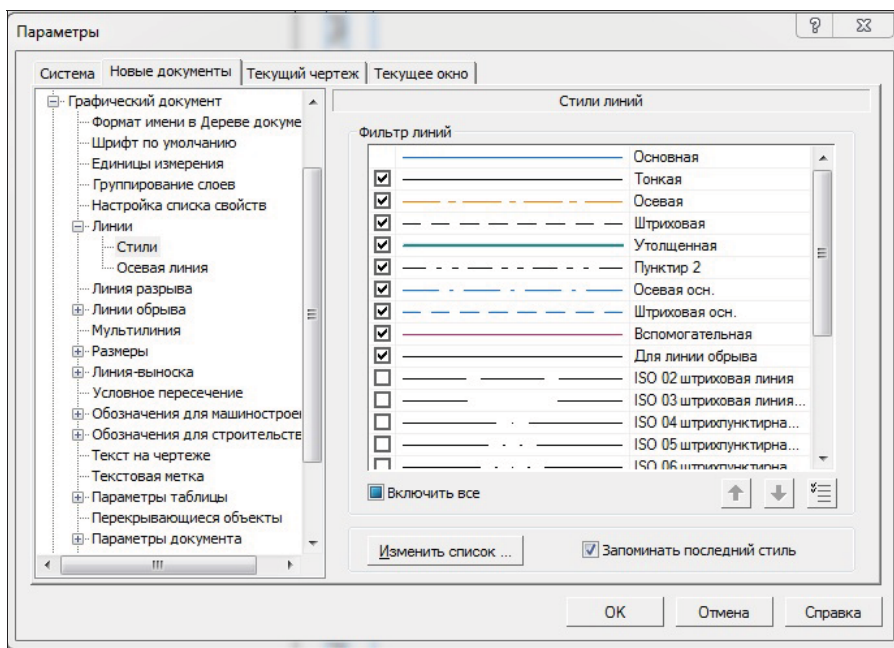 Параметры
Система Новые документы Текущий чертеж Текущее окно
Графический документ
Формат имени в Дереве докуме
Шрифт по умолчанию
Единицы измерения
Группирование слоев
Настройка списка свойств
Линии
Стили
Осевая линия
Линия разрыва
Линии обрыва
Мультилиния
Размеры
Линия-выноска
Условное пересечение
Обозначения для машинострое
Обозначения для строительств
Текст на чертеже
Текстовая метка
Параметры таблицы
Перекрывающиеся объекты
Параметры документа
Стили линий
Фильтр линий
Основная
Тонкая
Осевая
Штриховая
Утолщенная
Пунктир 2
Осевая осн.
Штриховая осн.
Вспомогательная
Для линии обрыва
ISO 02 штриховая линия
ISO 03 штриховая линия...
ISO 04 штрихпунктирна...
ISO 05 штрихпунктирна...
ISO 06 штрихпунктирна
Включить все
Изменить список ...
Запоминать последний стиль
OK Отмена Справка